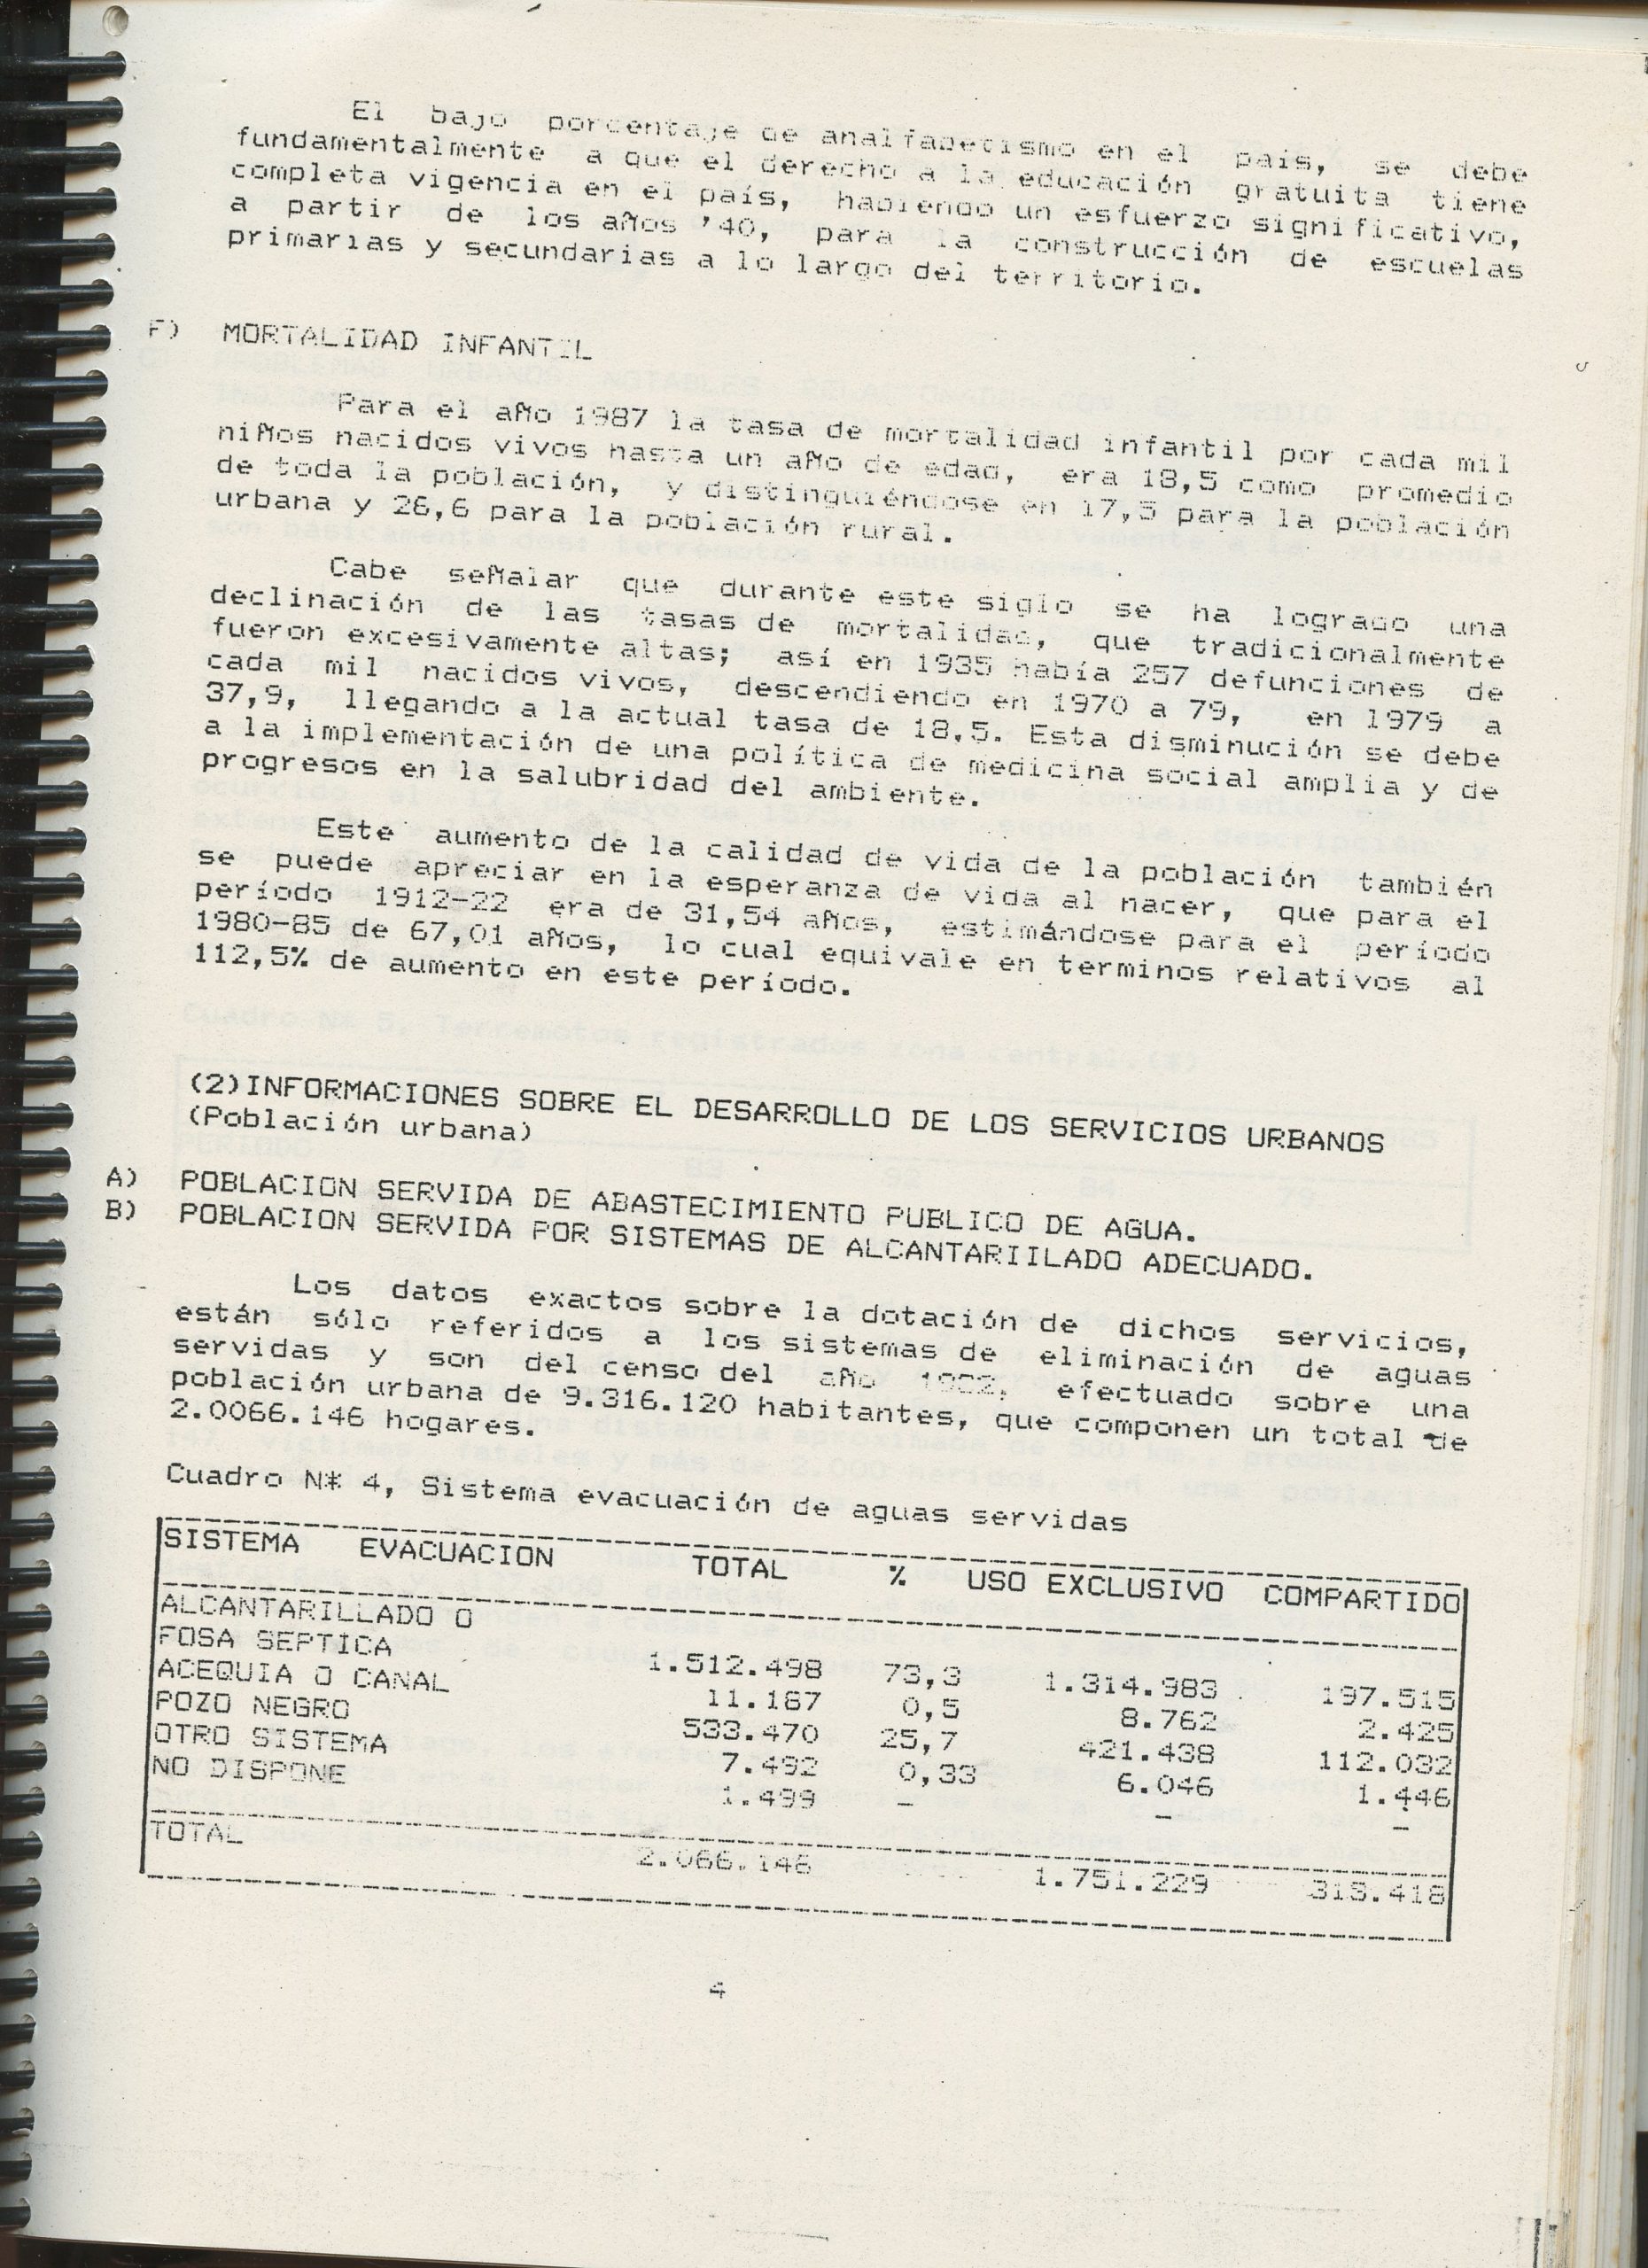 El bajo porcentaje de analfabetismo en el país, se debe
fundamentalmente a que el derecho a la educación gratuita tiene
completa vigencia en el país, habiendo un esfuerzo significativo,
a partir de los años '40, para la construcción de escuelas
primarias y secundarias a lo largo del territorio.
F) MORTALIDAD INFANTIL
Para el año 1987 la tasa de mortalidad infantil por cada mil
niños nacidos vivos hasta un año de edad, era 18,5 como promedio
de toda la población, y distinguiéndose en 17,5 para la población
urbana y 26,6 para la población rural.
Cabe señalar que durante este siglo se ha logrado una
declinación de las tasas de mortalidad, que tradicionalmente
fueron excesivamente altas; así en 1935 había 257 defunciones de
cada mil nacidos vivos, descendiendo en 1970 a 79, en 1979 a
37,9, llegando a la actual tasa de 18,5. Esta disminución se debe
a la implementación de una política de medicina social amplia y de
progresos en la salubridad del ambiente.
Este aumento de la calidad de vida de la población también
se puede apreciar en la esperanza de vida al nacer, que para el
período 1912-22 era de 31,54 años, estimándose para el período
1980-85 de 67,01 años, lo cual equivale en terminos relativos al
112,5% de aumento en este período.
(2)INFORMACIONES SOBRE EL DESARROLLO DE LOS SERVICIOS URBANOS
(Población urbana)
A) POBLACION SERVIDA DE ABASTECIMIENTO PUBLICO DE AGUA.
B) POBLACION SERVIDA POR SISTEMAS DE ALCANTARIILADO ADECUADO.
Los datos exactos sobre la dotación de dichos servicios,
están sólo referidos a los sistemas de eliminación de aguas
servidas y son del censo del año 1982, efectuado sobre una
población urbana de 9.316.120 habitantes, que componen un total de
2.0066.146 hogares.
Cuadro N* 4, Sistema evacuación de aguas servidas
SISTEMA EVACUACION TOTAL % USO EXCLUSIVO COMPARTIDO
ALCANTARILLADO O
FOSA SEPTICA 1.512.498 73,3 1.314.983 197.515
ACEQUIA O CANAL 11.187 0,5 8.762 2.425
POZO NEGRO 533.470 25,7 421.438 112.032
OTRO SISTEMA 7.492 0,33 6.046 1.446
NO DISPONE 1.499 - - -
TOTAL 2.066.146 1.751.229 313.418
4